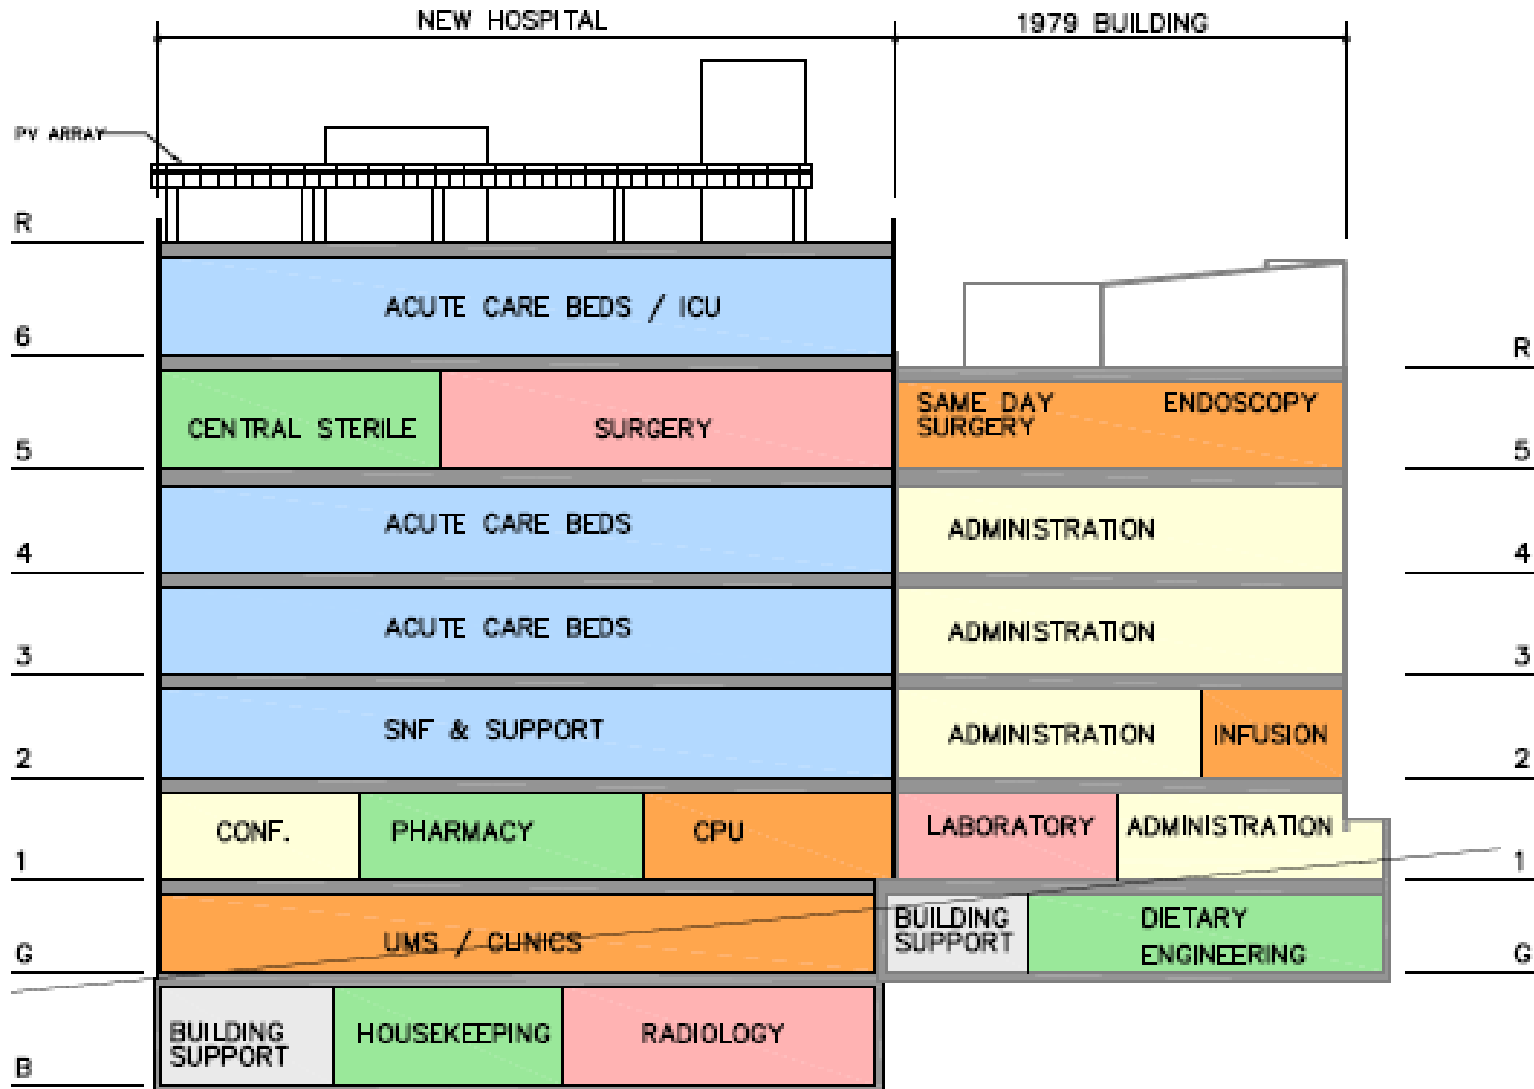 NEW HOSPITAL
1979 BUILDING
PV ARRAY
R
ACUTE CARE BEDS / ICU
6
R
CENTRAL STERILE
SURGERY
SAME DAY
SURGERY
ENDOSCOPY
5
5
ACUTE CARE BEDS
ADMINISTRATION
4
4
ACUTE CARE BEDS
ADMINISTRATION
3
3
SNF & SUPPORT
ADMINISTRATION
INFUSION
2
2
CONF.
PHARMACY
CPU
LABORATORY
ADMINISTRATION
1
1
UMS / CLINICS
BUILDING
SUPPORT
DIETARY
ENGINEERING
G
G
BUILDING
SUPPORT
HOUSEKEEPING
RADIOLOGY
B